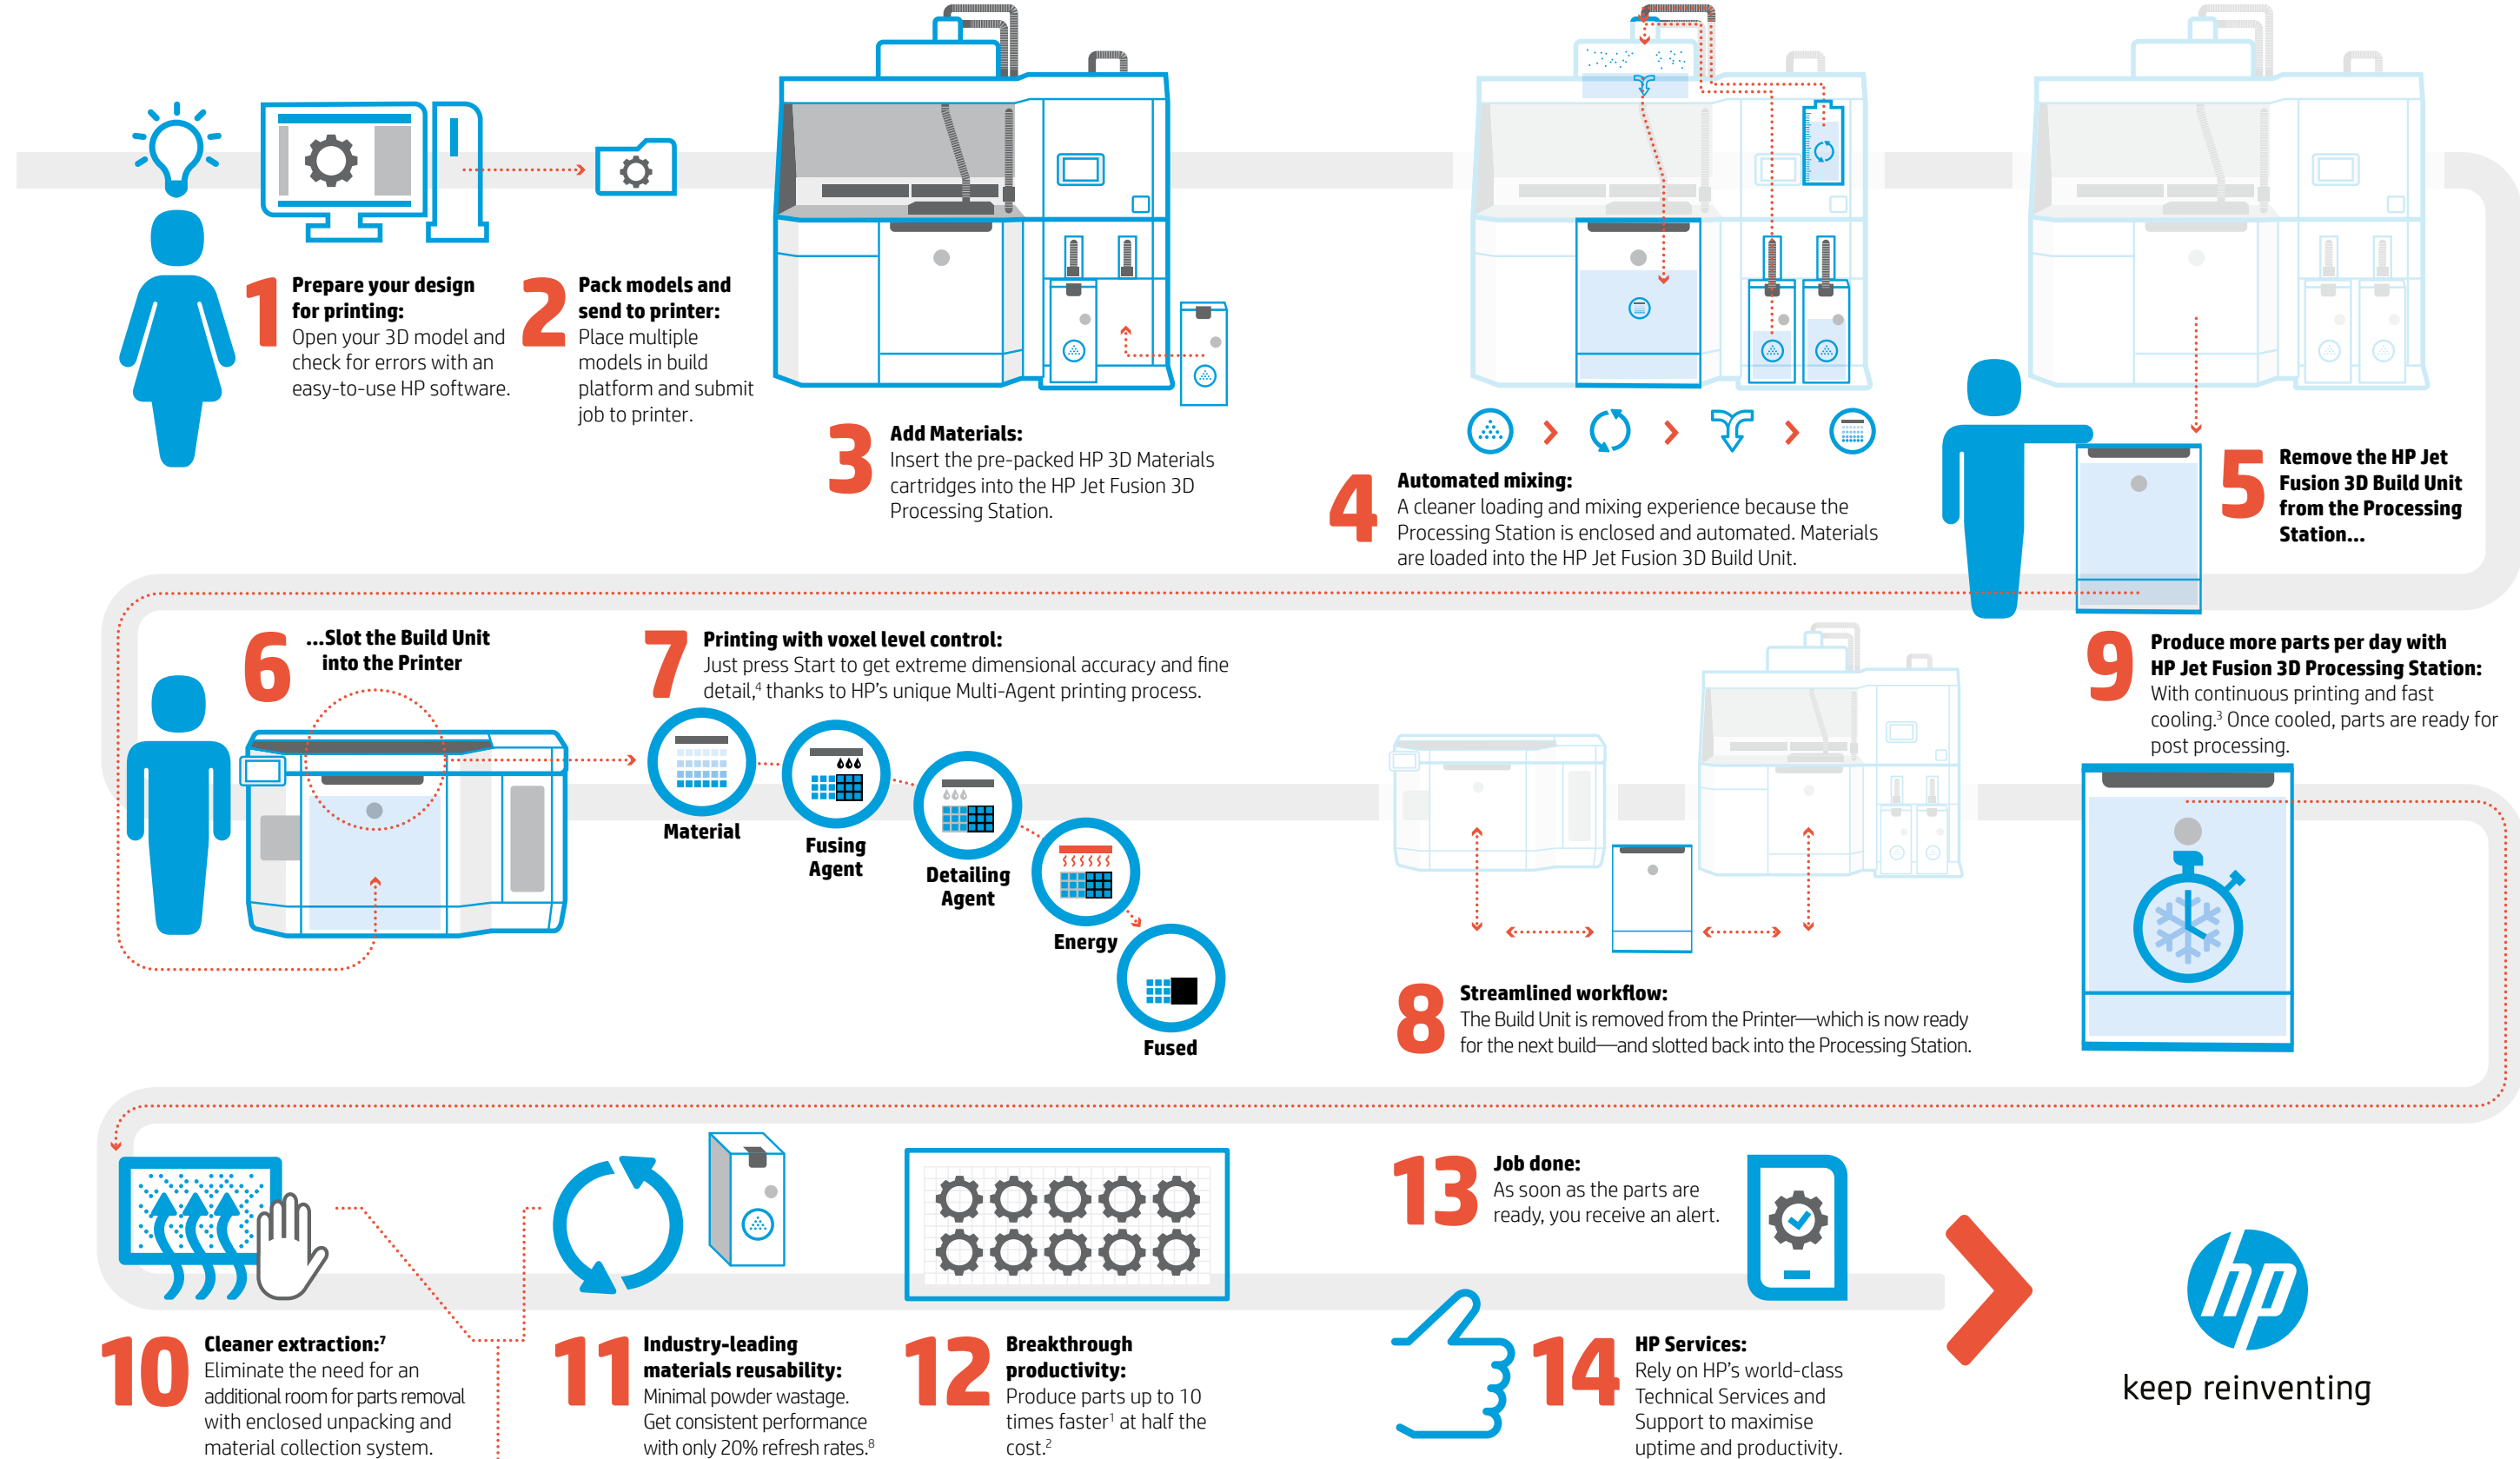 1
Prepare your design
for printing:
Open your 3D model and
check for errors with an
easy-to-use HP software.
2
Pack models and
send to printer:
Place multiple
models in build
platform and submit
job to printer.
3
Add Materials:
Insert the pre-packed HP 3D Materials
cartridges into the HP Jet Fusion 3D
Processing Station.
4
Automated mixing:
A cleaner loading and mixing experience because the
Processing Station is enclosed and automated. Materials
are loaded into the HP Jet Fusion 3D Build Unit.
5
Remove the HP Jet
Fusion 3D Build Unit
from the Processing
Station...
6
...Slot the Build Unit
into the Printer
7
Printing with voxel level control:
Just press Start to get extreme dimensional accuracy and fine
detail,⁴ thanks to HP's unique Multi-Agent printing process.
Material
Fusing
Agent
Detailing
Agent
Energy
Fused
8
Streamlined workflow:
The Build Unit is removed from the Printer—which is now ready
for the next build—and slotted back into the Processing Station.
9
Produce more parts per day with
HP Jet Fusion 3D Processing Station:
With continuous printing and fast
cooling.³ Once cooled, parts are ready for
post processing.
10
Cleaner extraction:⁷
Eliminate the need for an
additional room for parts removal
with enclosed unpacking and
material collection system.
11
Industry-leading
materials reusability:
Minimal powder wastage.
Get consistent performance
with only 20% refresh rates.⁸
12
Breakthrough
productivity:
Produce parts up to 10
times faster¹ at half the
cost.²
13
Job done:
As soon as the parts are
ready, you receive an alert.
14
HP Services:
Rely on HP's world-class
Technical Services and
Support to maximise
uptime and productivity.
hp
keep reinventing